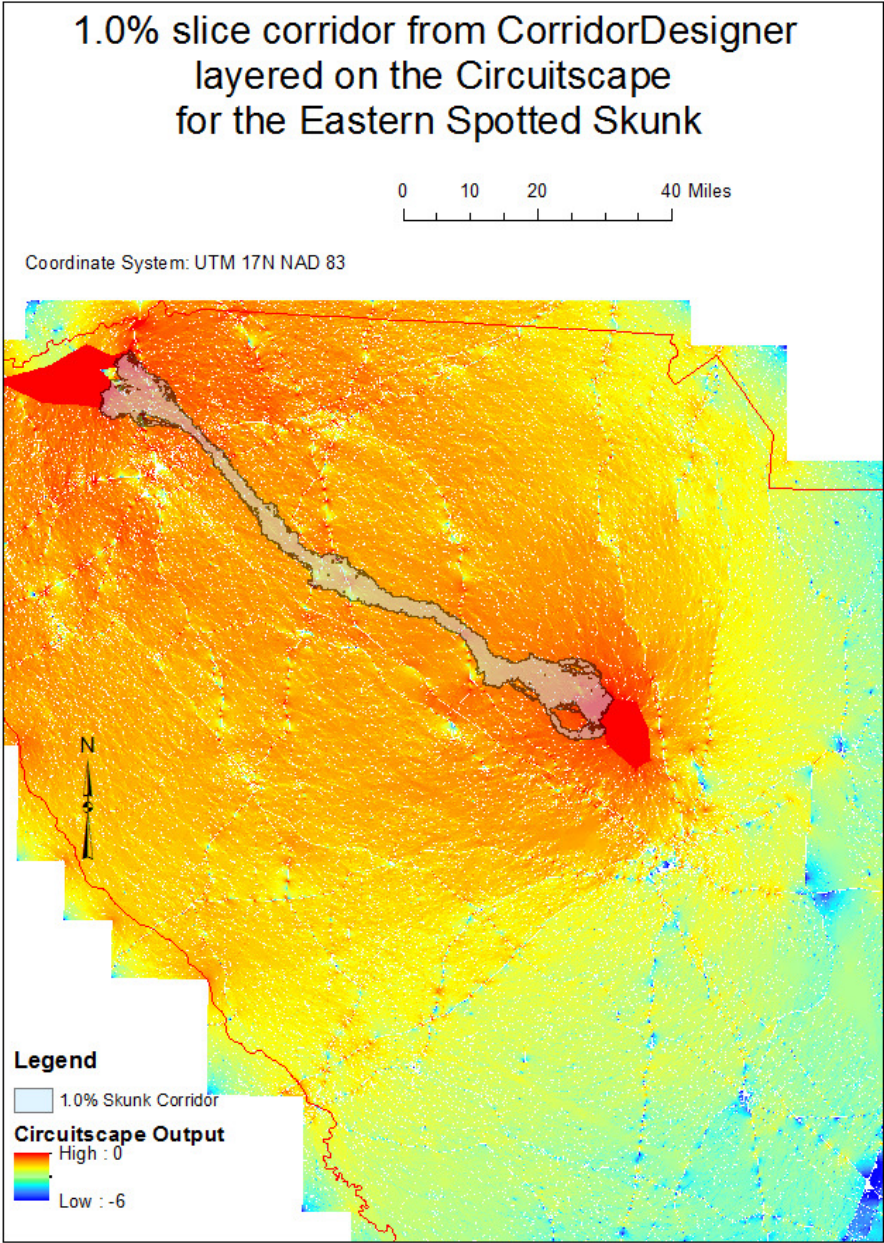 1.0% slice corridor from CorridorDesigner
layered on the Circuitscape
for the Eastern Spotted Skunk
0 10 20 40 Miles
Coordinate System: UTM 17N NAD 83
N
Legend
1.0% Skunk Corridor
Circuitscape Output
High : 0
Low : -6